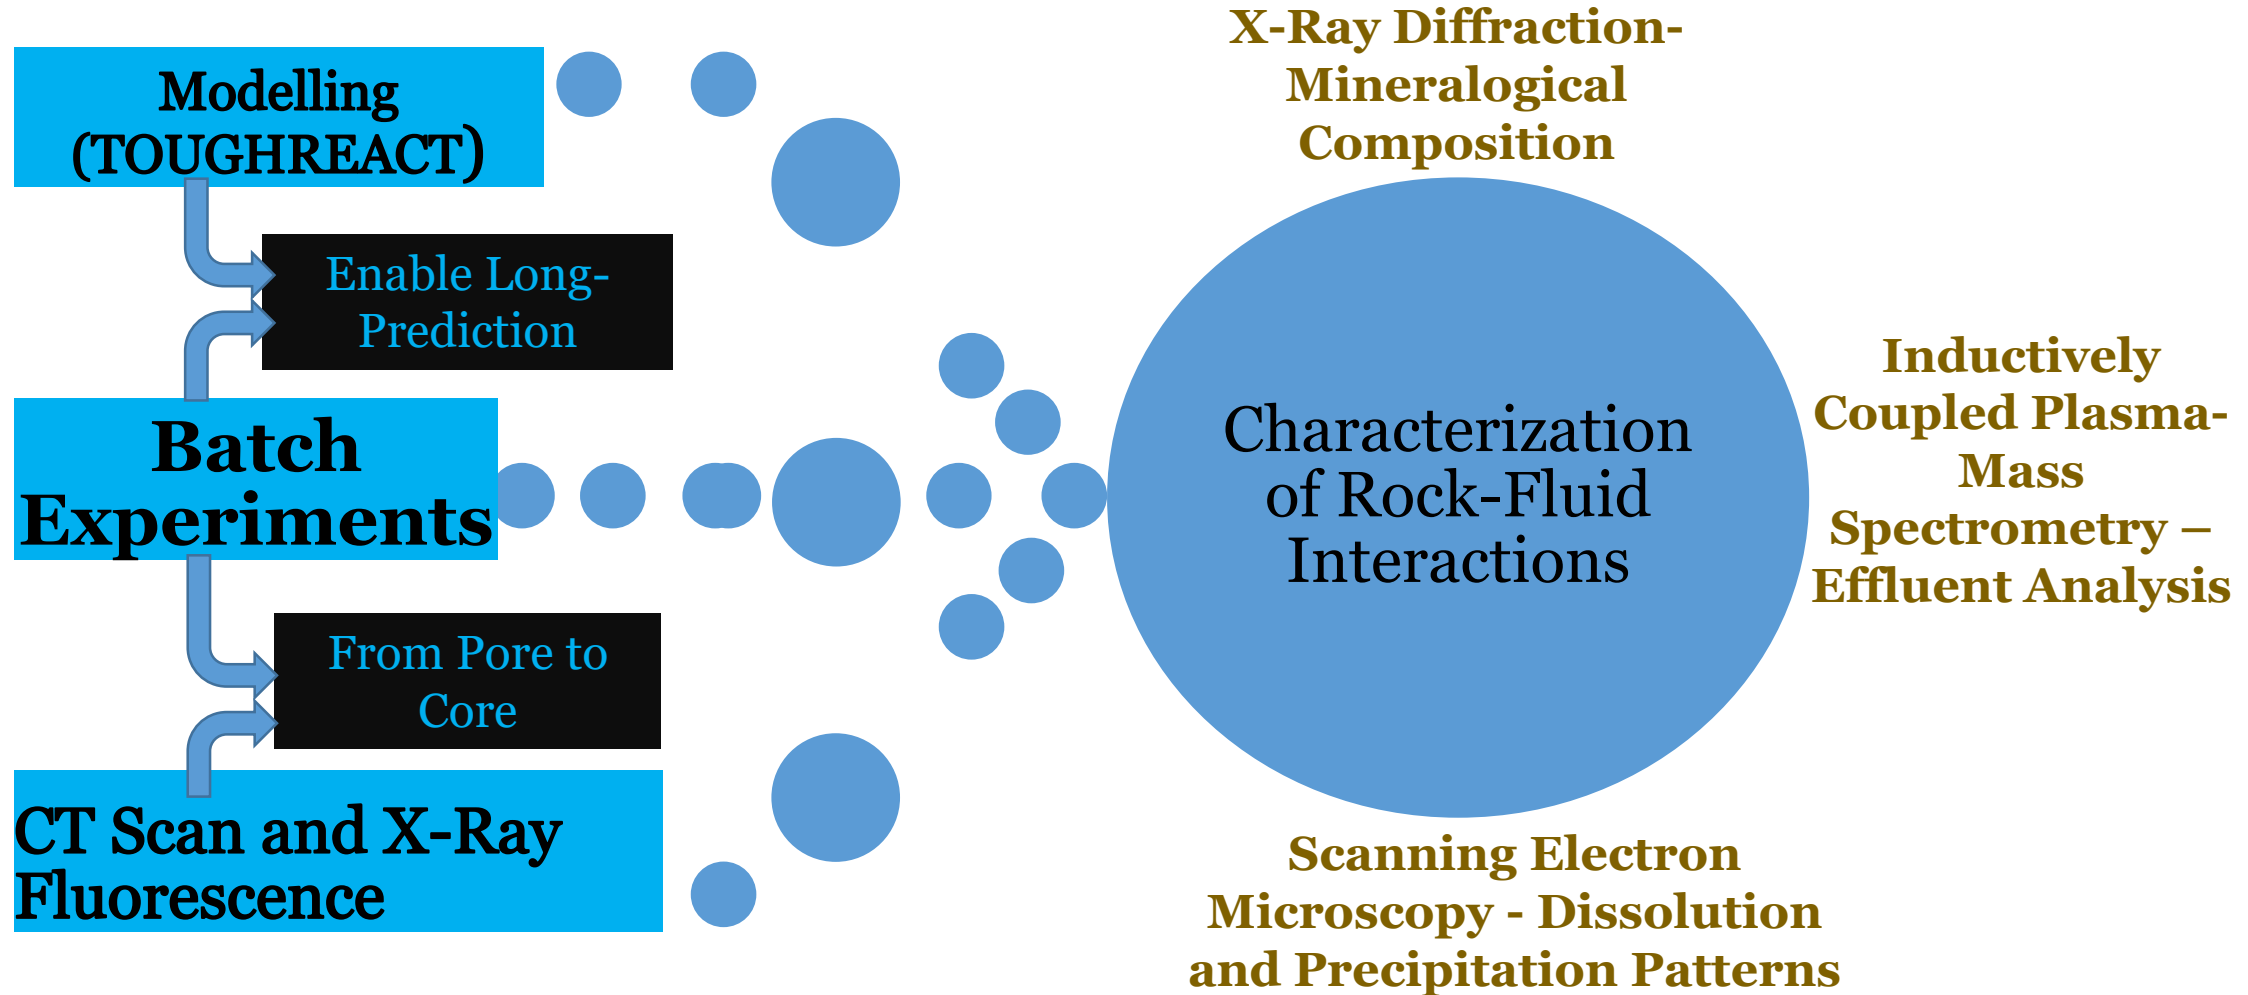 Modelling
(TOUGHREACT)
Enable Long-
Prediction
Batch
Experiments
From Pore to
Core
CT Scan and X-Ray
Fluorescence
X-Ray Diffraction-
Mineralogical
Composition
Characterization
of Rock-Fluid
Interactions
Inductively
Coupled Plasma-
Mass
Spectrometry –
Effluent Analysis
Scanning Electron
Microscopy - Dissolution
and Precipitation Patterns